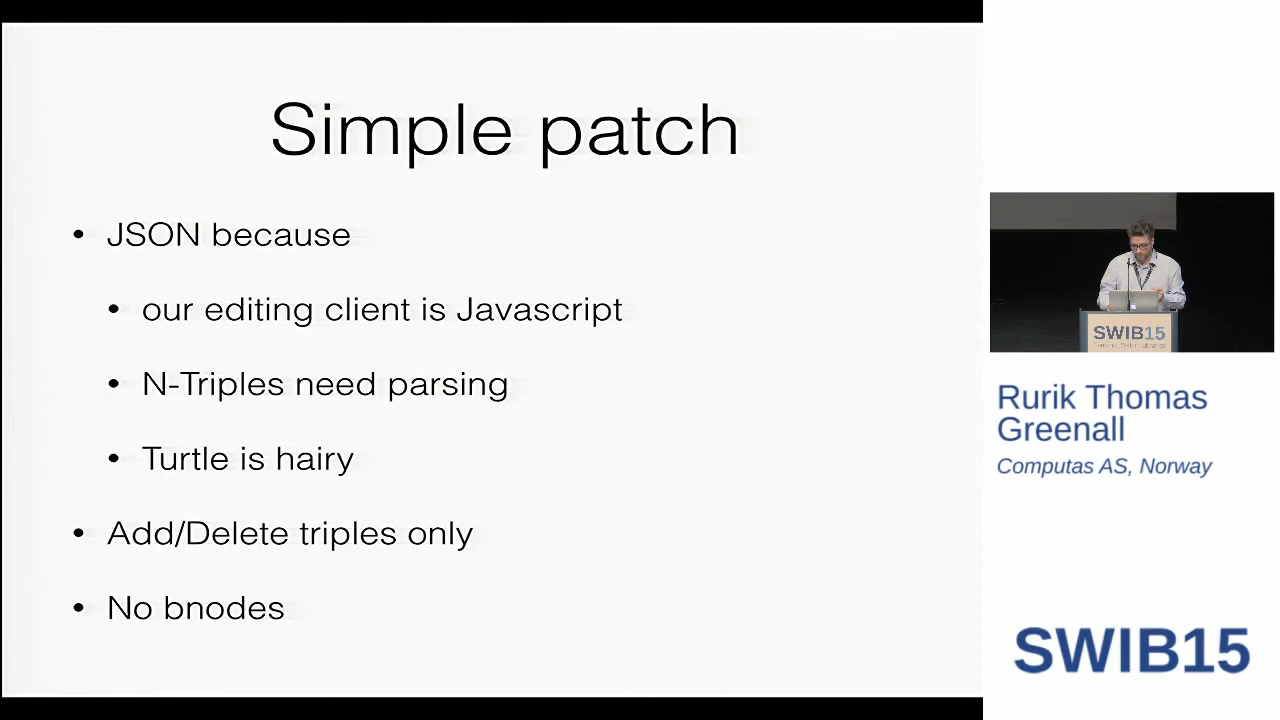 Simple patch
• JSON because
• our editing client is Javascript
• N-Triples need parsing
• Turtle is hairy
• Add/Delete triples only
• No bnodes
SWIB15
Rurik Thomas
Greenall
Computas AS, Norway
SWIB15